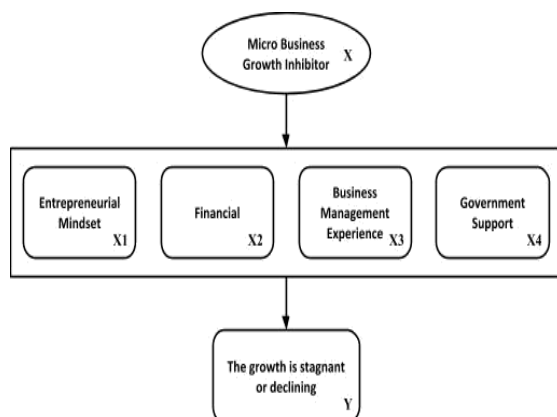 Micro Business
Growth Inhibitor
X
Entrepreneurial
Mindset
X1
Financial
X2
Business
Management
Experience
X3
Government
Support
X4
The growth is stagnant
or declining
Y